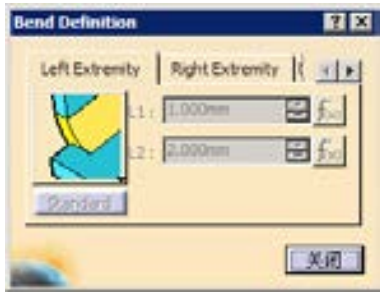 Bend Definition
Left Extremity Right Extremity
L1: 1.000mm
L2: 2.000mm
Standard
关闭